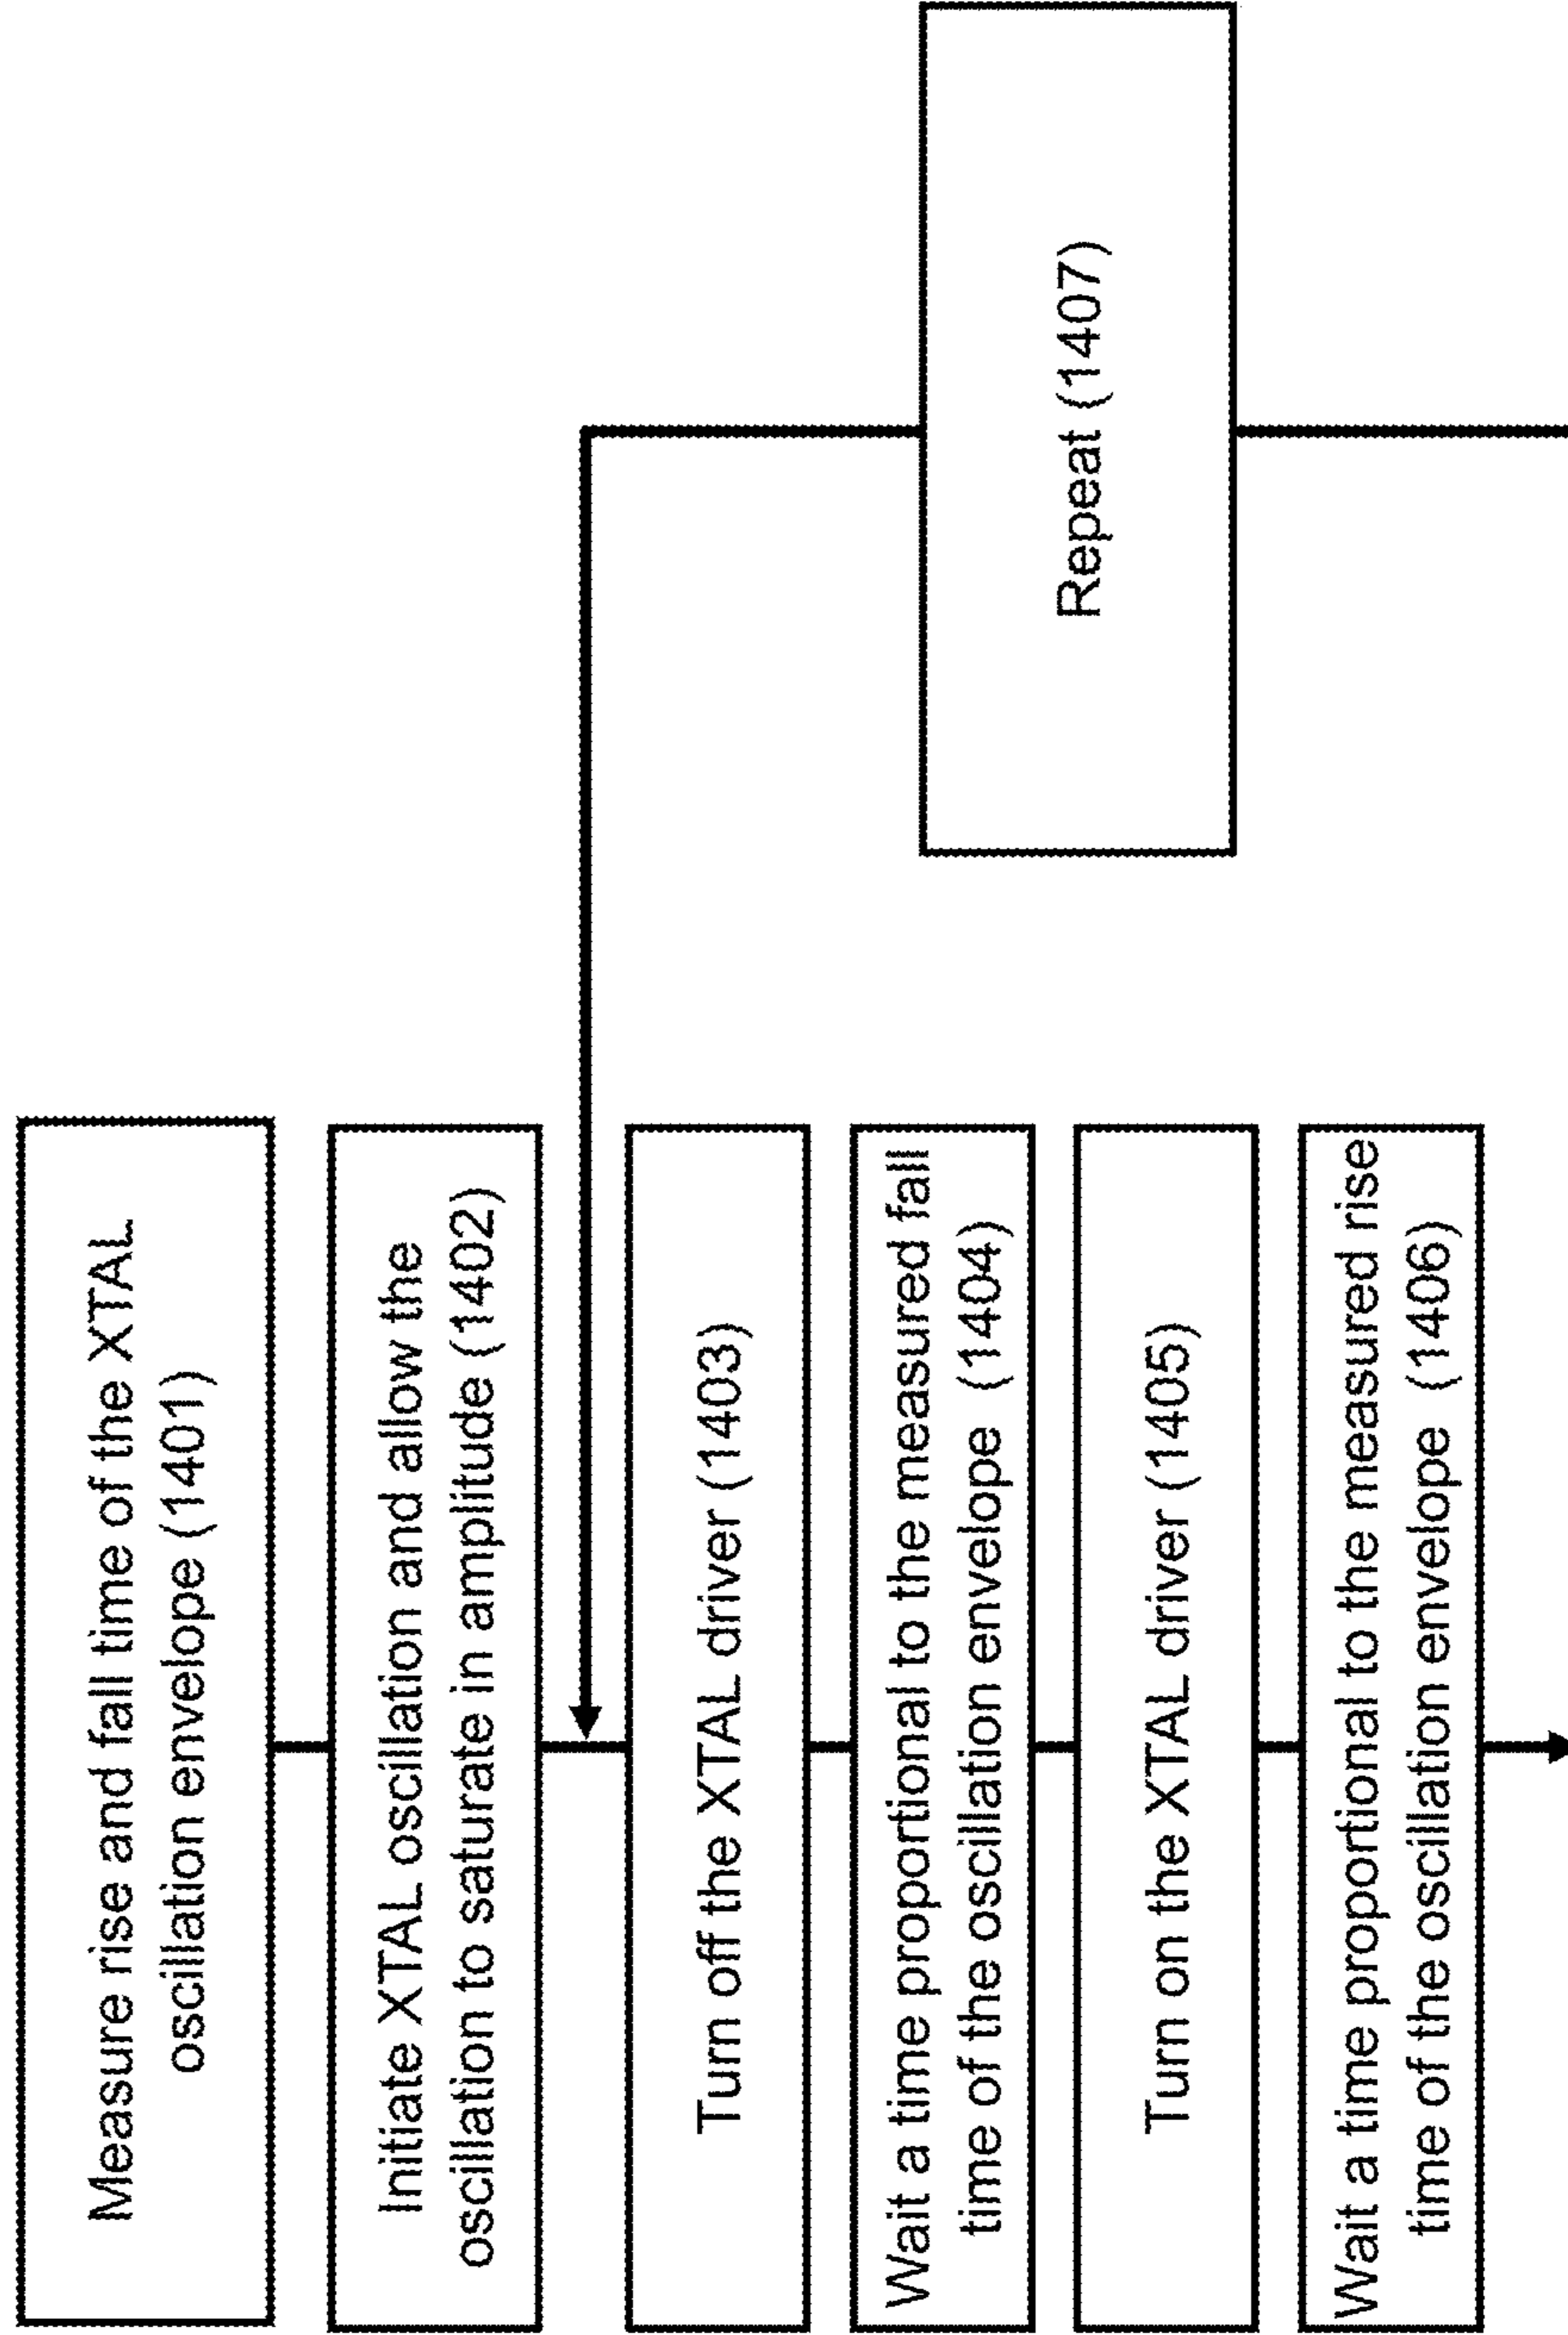 Measure rise and fall time of the XTAL
oscillation envelope (1401)
Initiate XTAL oscillation and allow the
oscillation to saturate in amplitude (1402)
Turn off the XTAL driver (1403)
Wait a time proportional to the measured fall
time of the oscillation envelope (1404)
Turn on the XTAL driver (1405)
Wait a time proportional to the measured rise
time of the oscillation envelope (1406)
Repeat (1407)